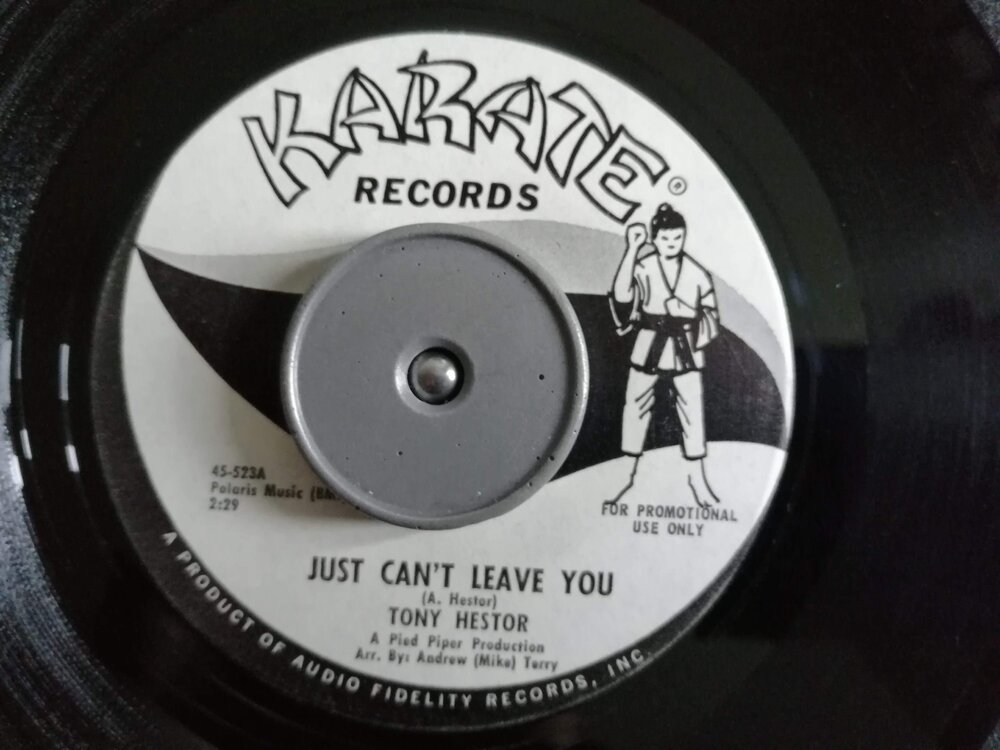 KARATE®
RECORDS
45-523A
Polaris Music (BM
2:29
FOR PROMOTIONAL
USE ONLY
JUST CAN'T LEAVE YOU
(A. Hestor)
TONY HESTOR
A Pied Piper Production
Arr. By: Andrew (Mike) Terry
A PRODUCT OF AUDIO FIDELITY RECORDS, INC.